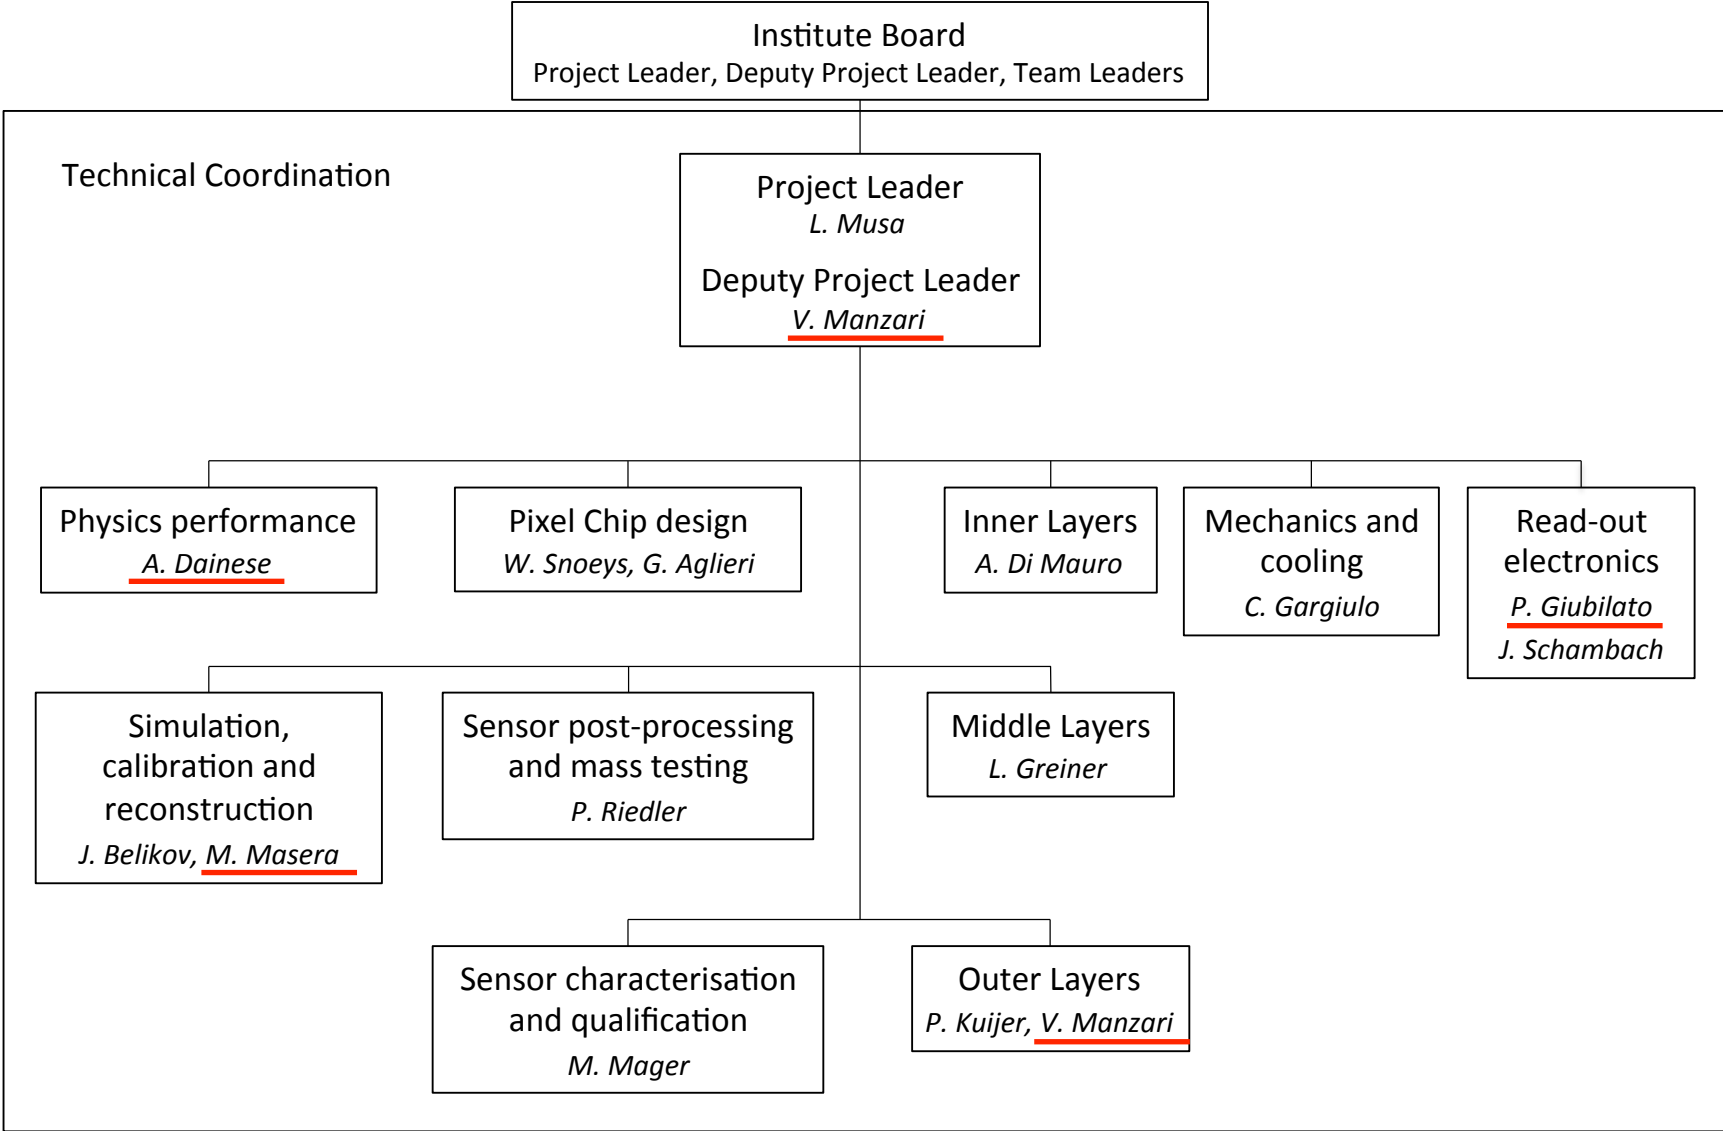 Institute Board
Project Leader, Deputy Project Leader, Team Leaders
Technical Coordination
Project Leader
L. Musa
Deputy Project Leader
V. Manzari
Physics performance
A. Dainese
Pixel Chip design
W. Snoeys, G. Aglieri
Inner Layers
A. Di Mauro
Mechanics and
cooling
C. Gargiulo
Read-out
electronics
P. Giubilato
J. Schambach
Simulation,
calibration and
reconstruction
J. Belikov, M. Masera
Sensor post-processing
and mass testing
P. Riedler
Middle Layers
L. Greiner
Sensor characterisation
and qualification
M. Mager
Outer Layers
P. Kuijer, V. Manzari